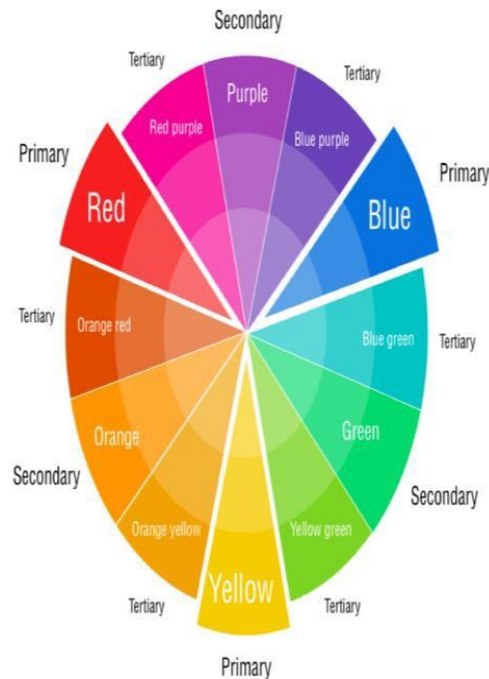 Secondary
Tertiary
Tertiary
Purple
Red purple
Blue purple
Primary
Primary
Red
Blue
Tertiary
Orange red
Blue green
Tertiary
Orange
Green
Secondary
Secondary
Orange yellow
Yellow green
Tertiary
Yellow
Tertiary
Primary